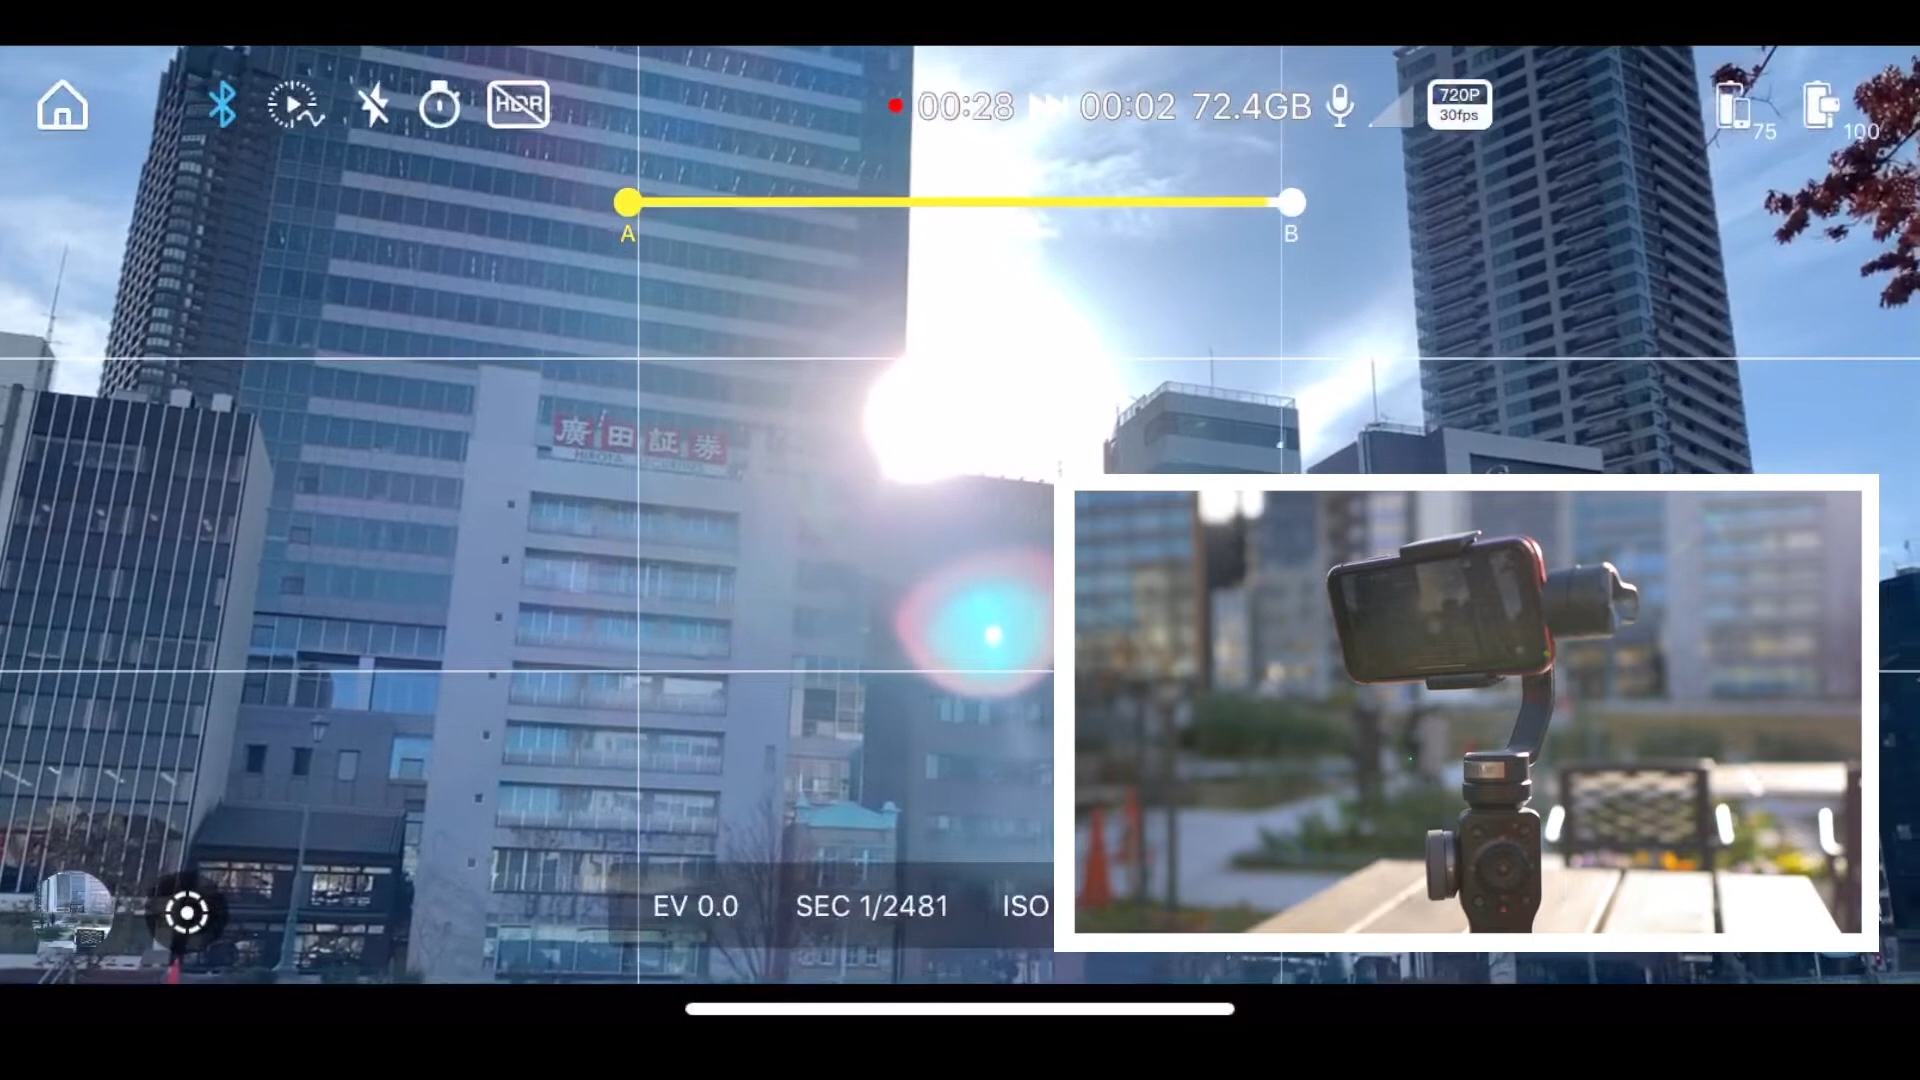 HDR
00:28 00:02 72.4GB
720P
30fps
75
100
A
B
廣田証券
HIROTA
EV 0.0 SEC 1/2481 ISO